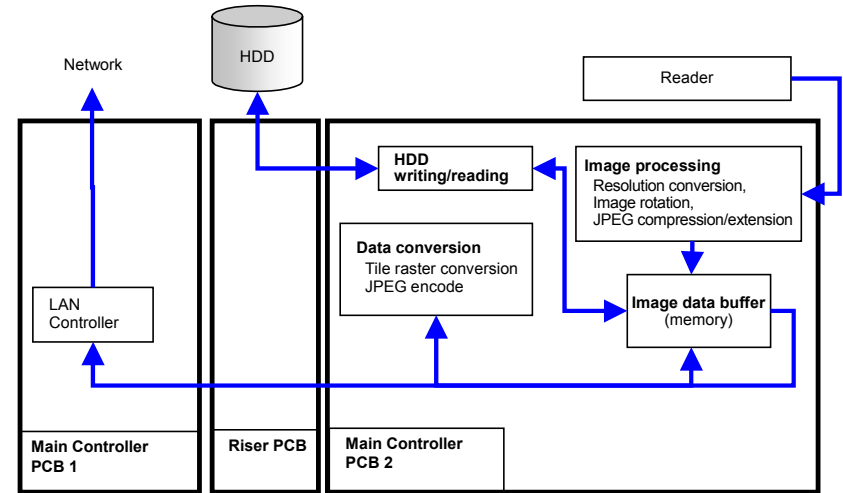 Network
HDD
Reader
HDD
writing/reading
Image processing
Resolution conversion,
Image rotation,
JPEG compression/extension
Data conversion
Tile raster conversion
JPEG encode
LAN
Controller
Image data buffer
(memory)
Main Controller
PCB 1
Riser PCB
Main Controller
PCB 2